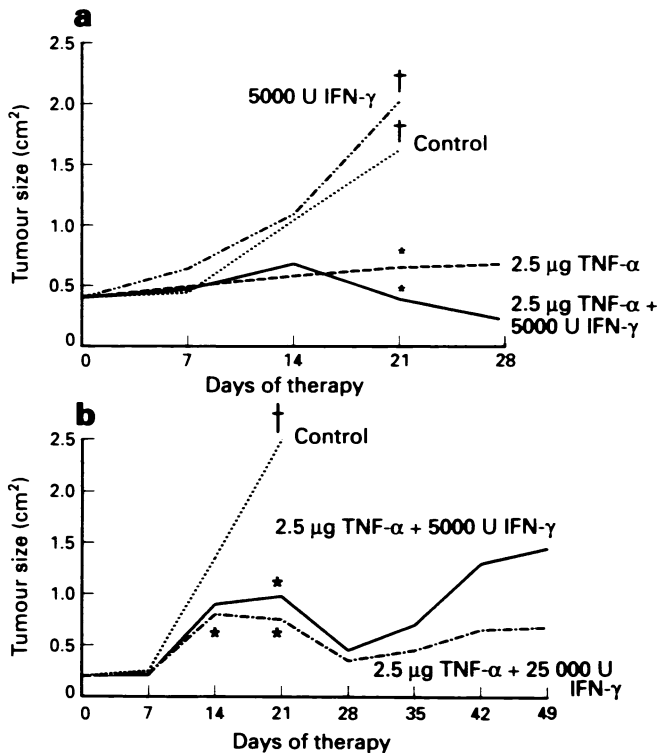 a
2.5
2.0
1.5
1.0
0.5
0
Tumour size (cm²)
5000 U IFN-γ
†
†
Control
*
2.5 µg TNF-α
*
2.5 µg TNF-α +
5000 U IFN-γ
0 7 14 21 28
Days of therapy
b
2.5
2.0
1.5
1.0
0.5
0
Tumour size (cm²)
†
Control
2.5 µg TNF-α + 5000 U IFN-γ
*
* *
2.5 µg TNF-α + 25 000 U
IFN-γ
0 7 14 21 28 35 42 49
Days of therapy